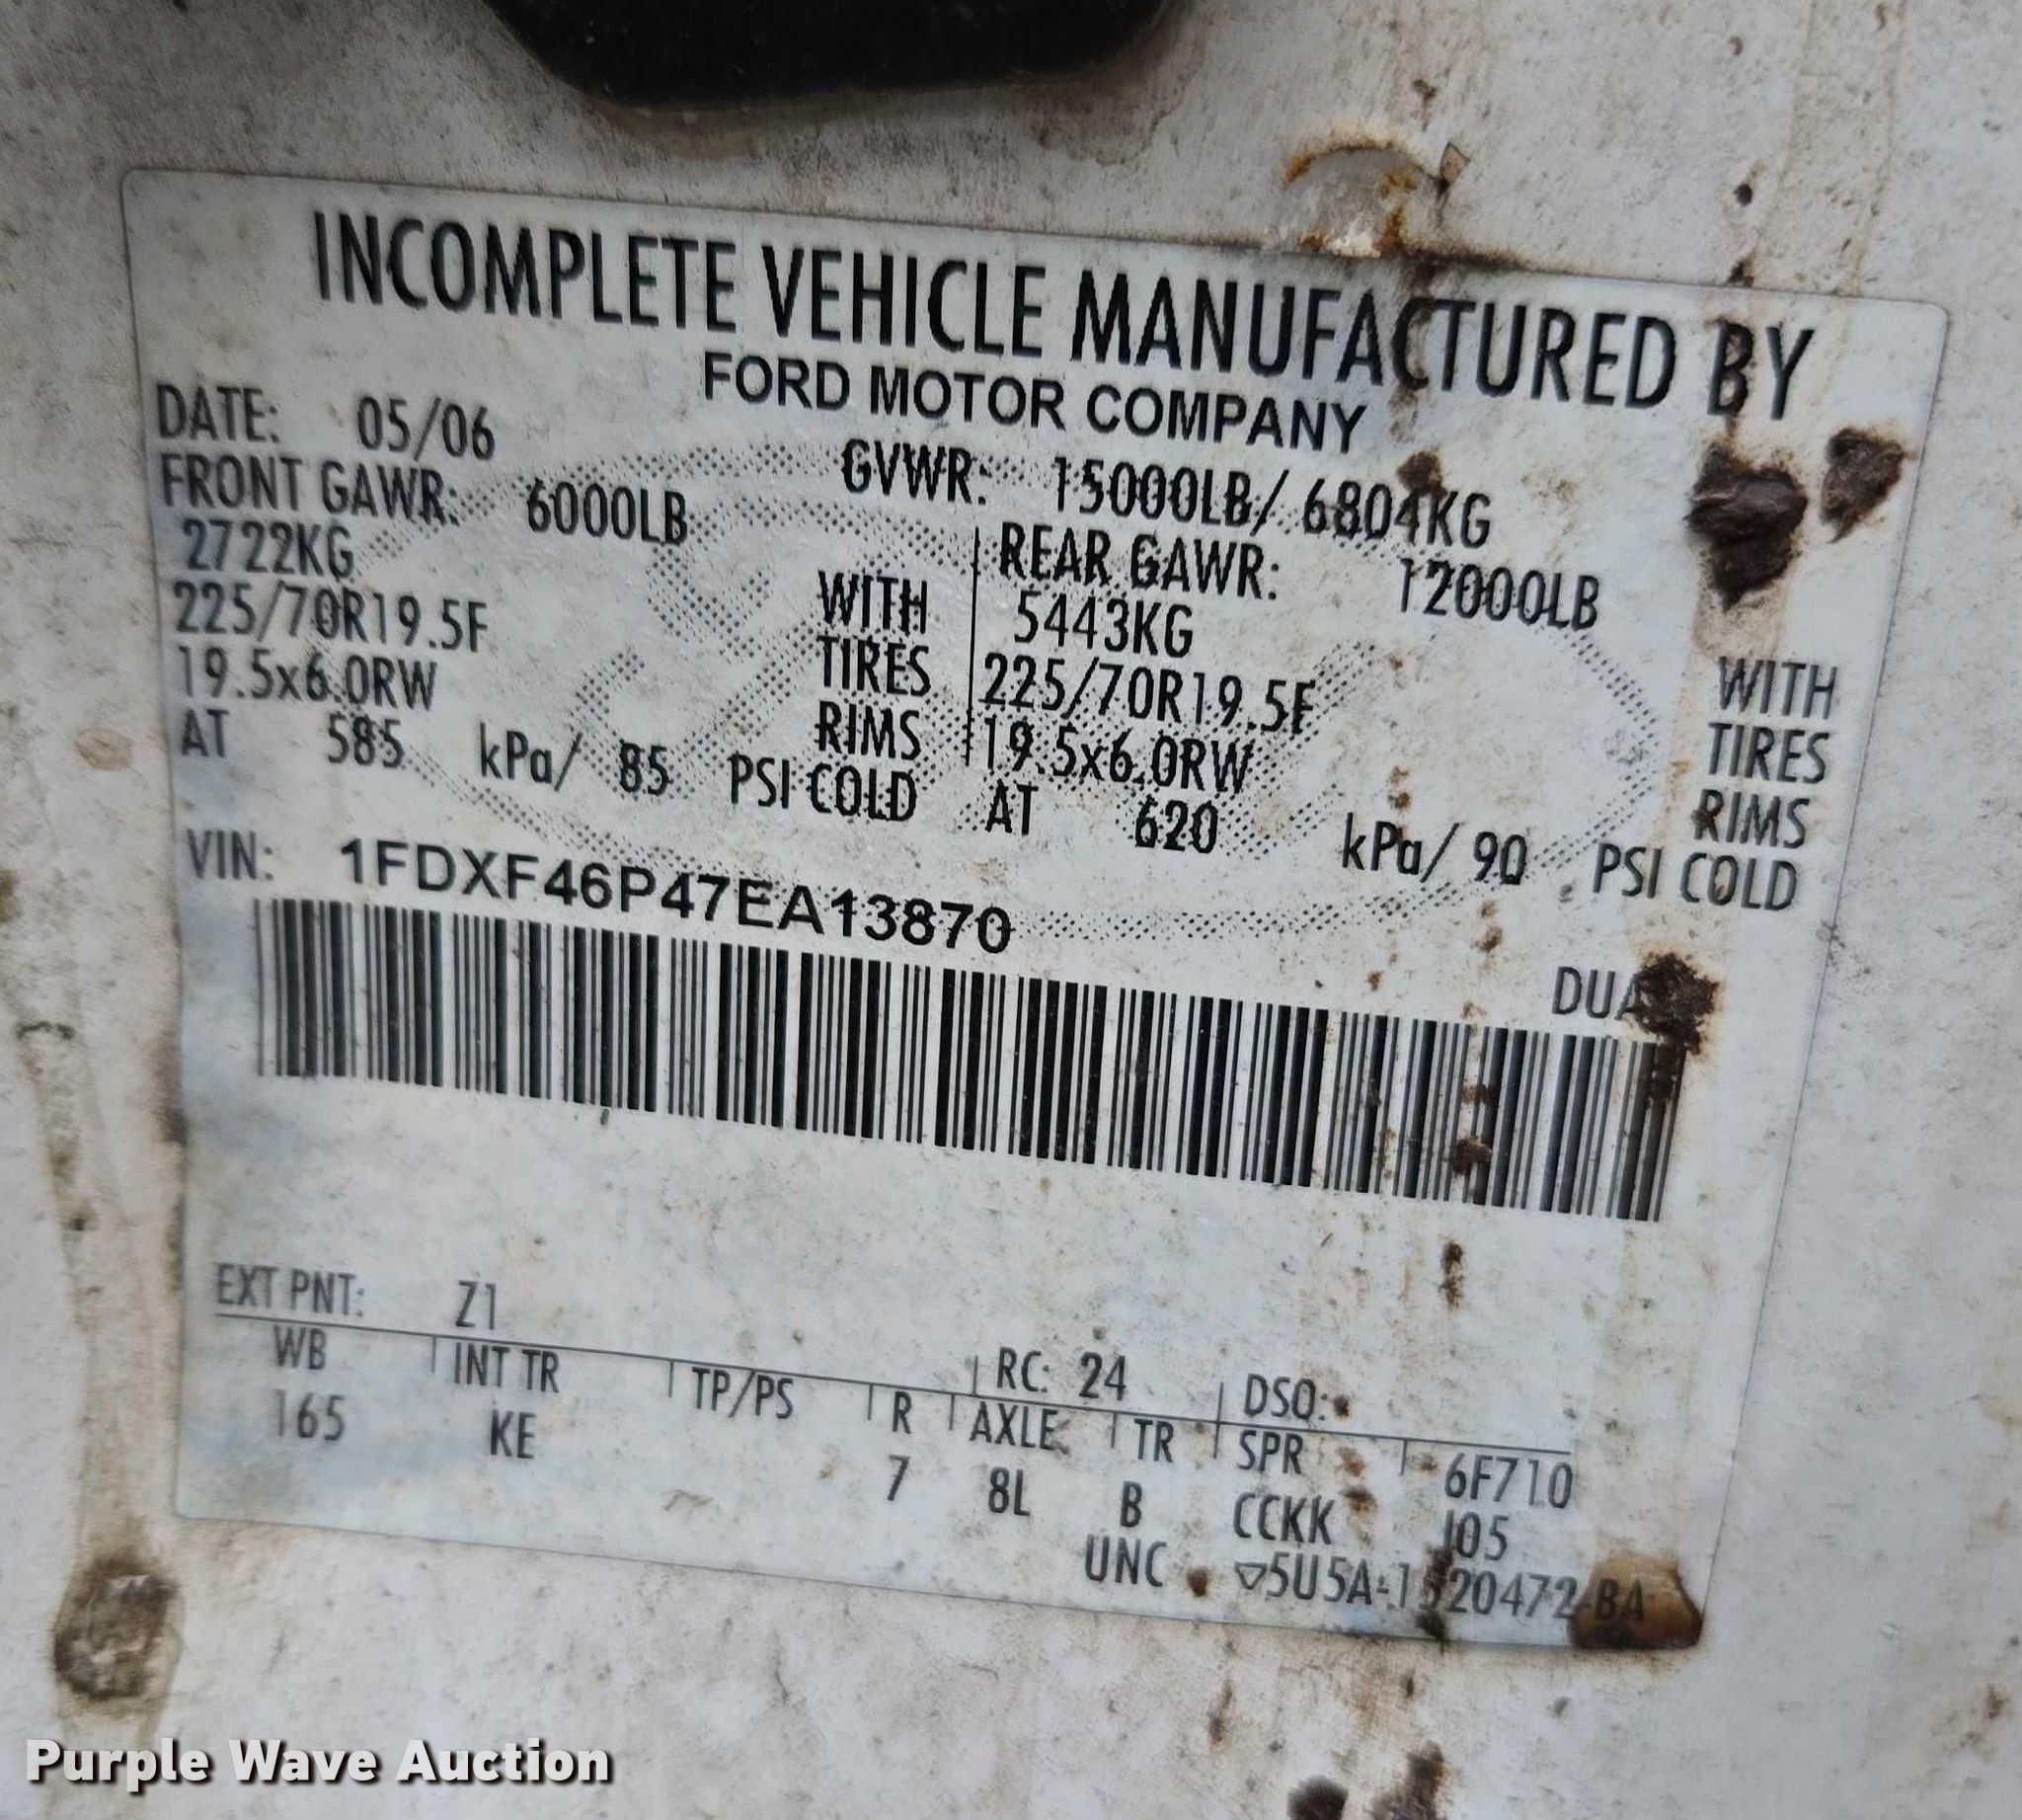 INCOMPLETE VEHICLE MANUFACTURED BY
FORD MOTOR COMPANY
DATE: 05/06 GVWR: 15000LB/ 6804KG
FRONT GAWR: 6000LB REAR GAWR: 12000LB
2722KG WITH 5443KG WITH
225/70R19.5F TIRES 225/70R19.5F TIRES
19.5x6.0RW RIMS 19.5x6.0RW RIMS
AT 585 kPa/ 85 PSI COLD AT 620 kPa/ 90 PSI COLD
VIN: 1FDXF46P47EA13870
EXT PNT: Z1 RC: 24 DSO:
WB INT TR TP/PS R AXLE TR SPR 6F710
165 KE 7 8L B CCKK J05
UNC
Purple Wave Auction